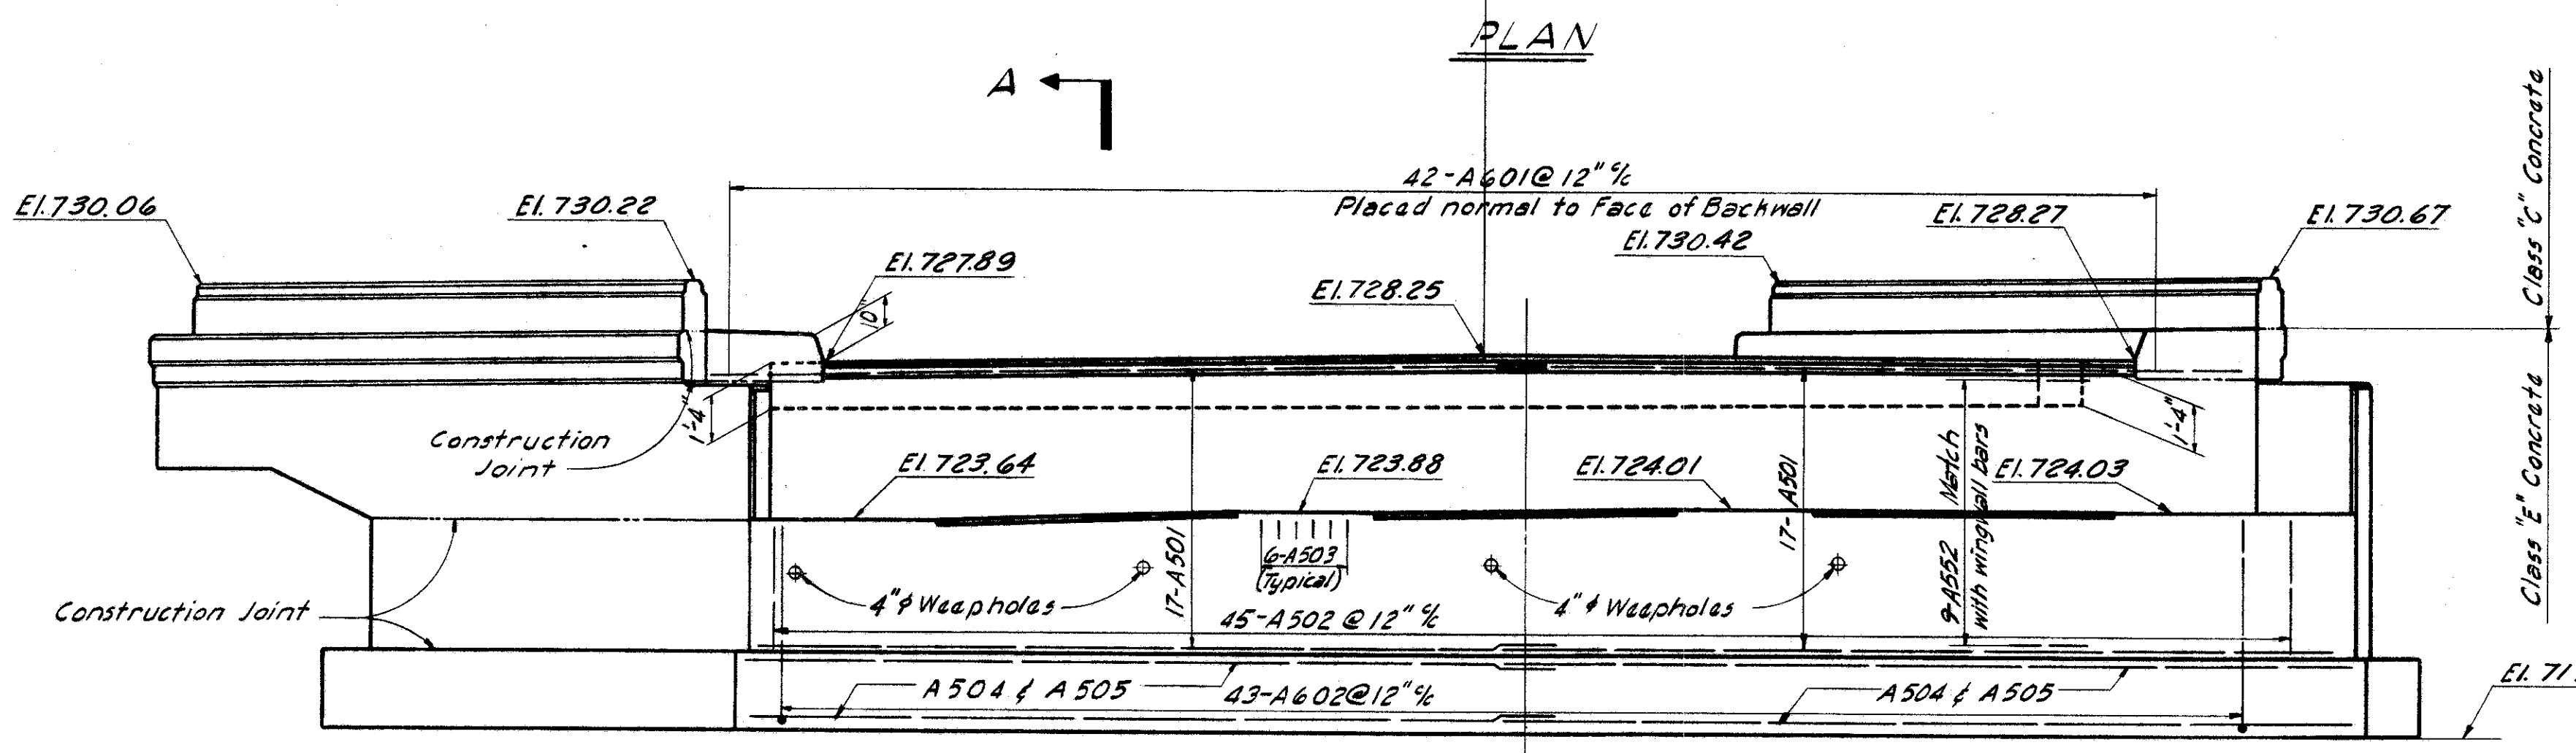 PLAN
A
42-A601@ 12" c/c
Placed normal to Face of Backwall
El. 730.06
El. 730.22
El. 727.89
10"
El. 728.25
El. 730.42
El. 728.27
El. 730.67
Class "C" Concrete
Class "E" Concrete
Construction
Joint
1'-4"
1'-4"
El. 723.64
El. 723.88
El. 724.01
El. 724.03
17-A501
17-A501
9-A552 Match
with wingwall bars
6-A503
(Typical)
4"ϕ Weepholes
4"ϕ Weepholes
Construction Joint
45-A502 @ 12" c/c
A504 & A505
43-A602@12" c/c
A504 & A505
El. 71